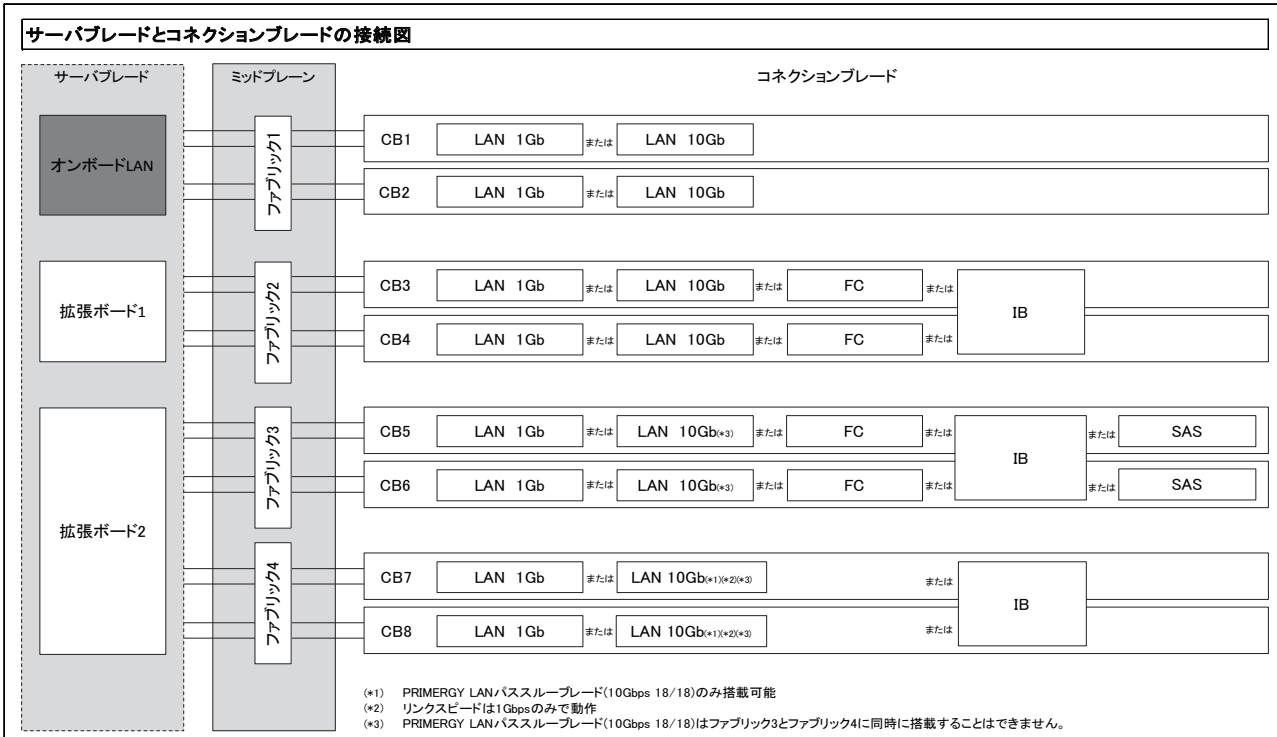 サーバブレードとコネクションブレードの接続図
サーバブレード
ミッドプレーン
コネクションブレード
オンボードLAN
ファブリック1
CB1 LAN 1Gb または LAN 10Gb
CB2 LAN 1Gb または LAN 10Gb
拡張ボード1
ファブリック2
CB3 LAN 1Gb または LAN 10Gb または FC または
IB
CB4 LAN 1Gb または LAN 10Gb または FC または
拡張ボード2
ファブリック3
CB5 LAN 1Gb または LAN 10Gb(*3) または FC または
IB
または SAS
CB6 LAN 1Gb または LAN 10Gb(*3) または FC または
または SAS
ファブリック4
CB7 LAN 1Gb または LAN 10Gb(*1)(*2)(*3) または
IB
CB8 LAN 1Gb または LAN 10Gb(*1)(*2)(*3) または
(*1) PRIMERGY LANパススルーブレード(10Gbps 18/18)のみ搭載可能
(*2) リンクスピードは1Gbpsのみで動作
(*3) PRIMERGY LANパススルーブレード(10Gbps 18/18)はファブリック3とファブリック4に同時に搭載することはできません。